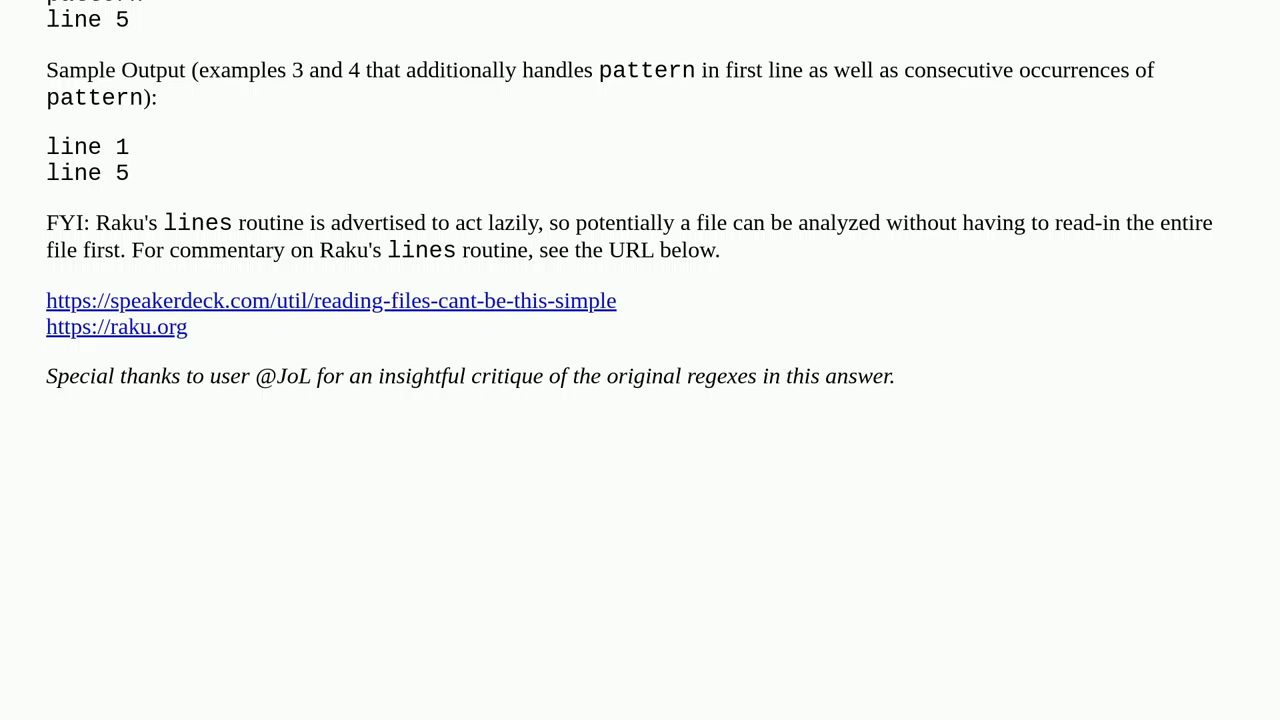 line 5
Sample Output (examples 3 and 4 that additionally handles pattern in first line as well as consecutive occurrences of
pattern):
line 1
line 5
FYI: Raku's lines routine is advertised to act lazily, so potentially a file can be analyzed without having to read-in the entire
file first. For commentary on Raku's lines routine, see the URL below.
https://speakerdeck.com/util/reading-files-cant-be-this-simple
https://raku.org
Special thanks to user @JoL for an insightful critique of the original regexes in this answer.